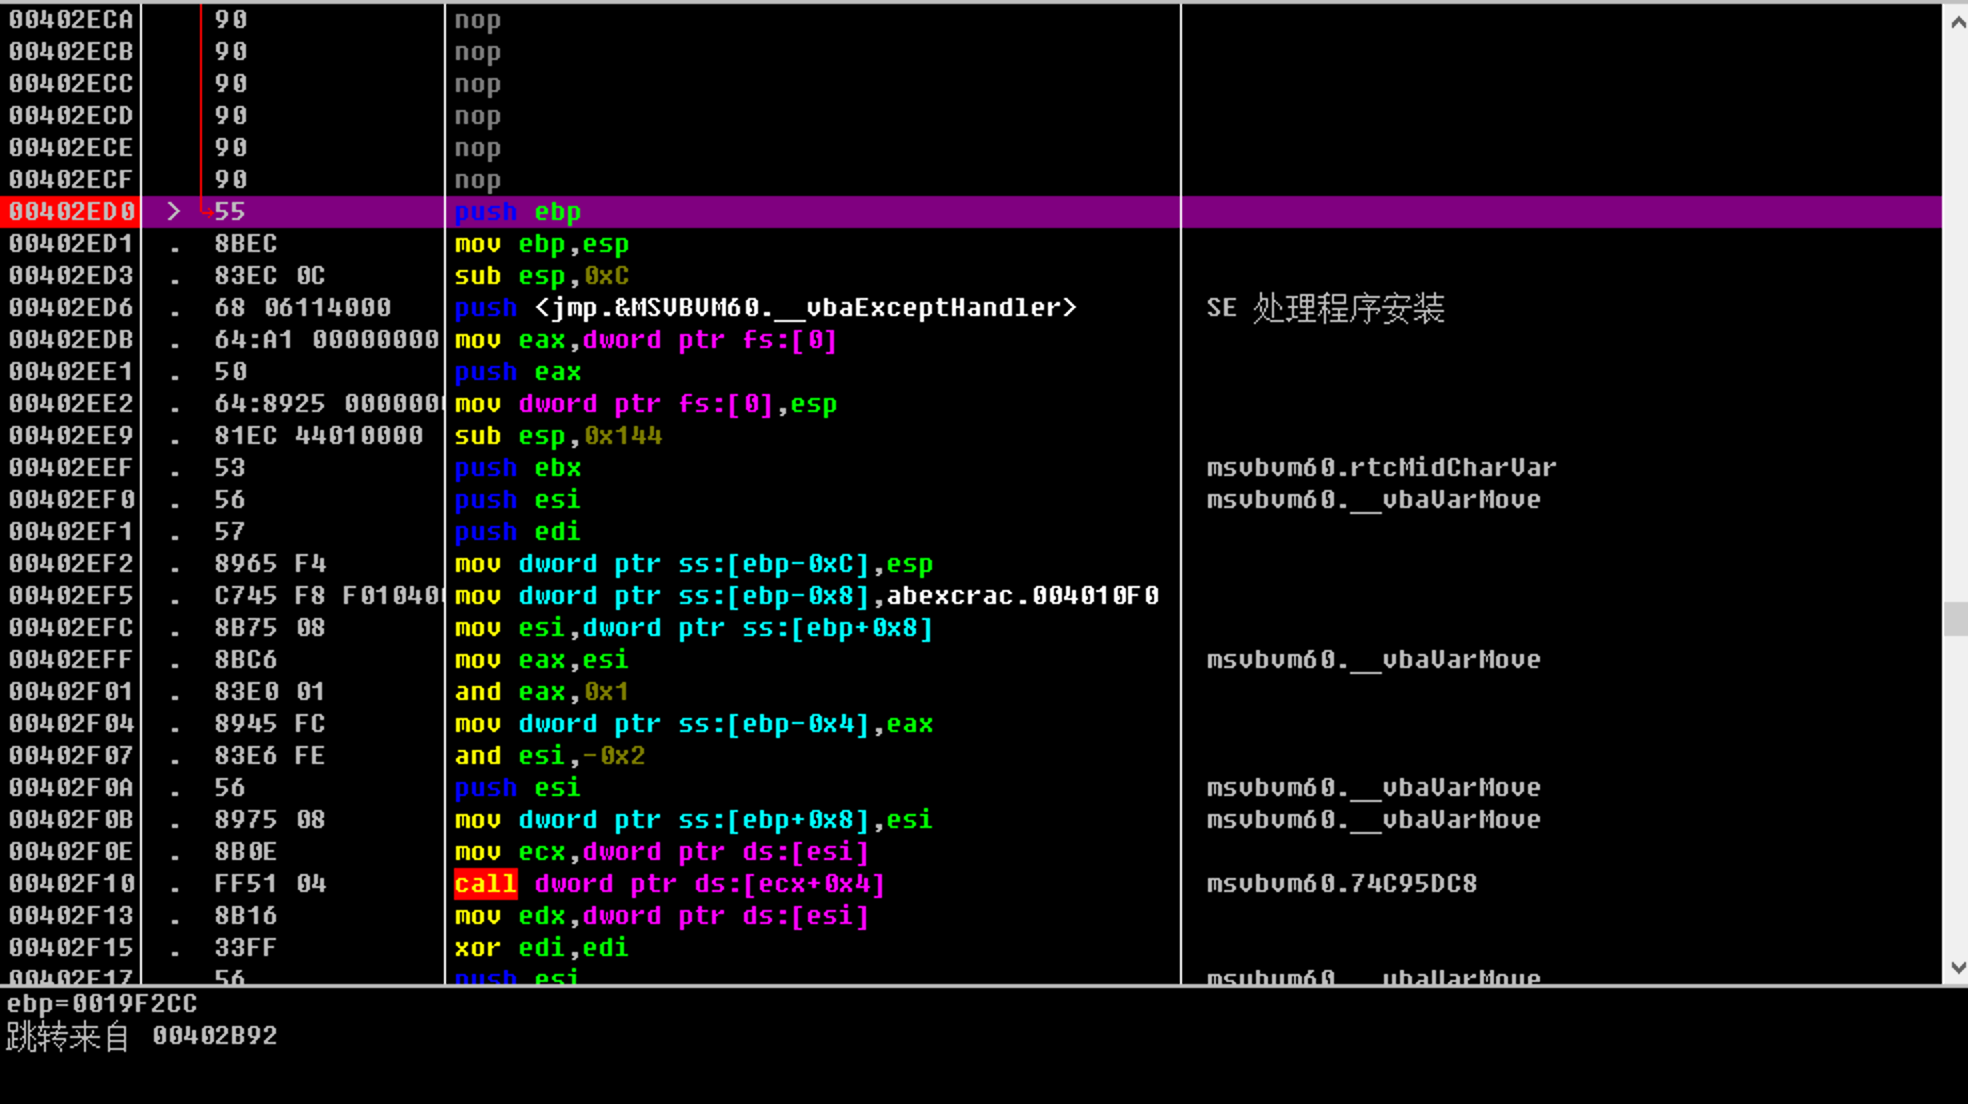 00402ECA 90 nop
00402ECB 90 nop
00402ECC 90 nop
00402ECD 90 nop
00402ECE 90 nop
00402ECF 90 nop
00402ED0 > 55 push ebp
00402ED1 . 8BEC mov ebp,esp
00402ED3 . 83EC 0C sub esp,0xC
00402ED6 . 68 06114000 push <jmp.&MSVBVM60.__vbaExceptHandler> SE 处理程序安装
00402EDB . 64:A1 00000000 mov eax,dword ptr fs:[0]
00402EE1 . 50 push eax
00402EE2 . 64:8925 000000 mov dword ptr fs:[0],esp
00402EE9 . 81EC 44010000 sub esp,0x144
00402EEF . 53 push ebx msvbvm60.rtcMidCharVar
00402EF0 . 56 push esi msvbvm60.__vbaVarMove
00402EF1 . 57 push edi
00402EF2 . 8965 F4 mov dword ptr ss:[ebp-0xC],esp
00402EF5 . C745 F8 F01040 mov dword ptr ss:[ebp-0x8],abexcrac.004010F0
00402EFC . 8B75 08 mov esi,dword ptr ss:[ebp+0x8]
00402EFF . 8BC6 mov eax,esi msvbvm60.__vbaVarMove
00402F01 . 83E0 01 and eax,0x1
00402F04 . 8945 FC mov dword ptr ss:[ebp-0x4],eax
00402F07 . 83E6 FE and esi,-0x2
00402F0A . 56 push esi msvbvm60.__vbaVarMove
00402F0B . 8975 08 mov dword ptr ss:[ebp+0x8],esi msvbvm60.__vbaVarMove
00402F0E . 8B0E mov ecx,dword ptr ds:[esi]
00402F10 . FF51 04 call dword ptr ds:[ecx+0x4] msvbvm60.74C95DC8
00402F13 . 8B16 mov edx,dword ptr ds:[esi]
00402F15 . 33FF xor edi,edi
00402F17 56 push esi msvbvm60.__vbaVarMove
ebp=0019F2CC
跳转来自 00402B92